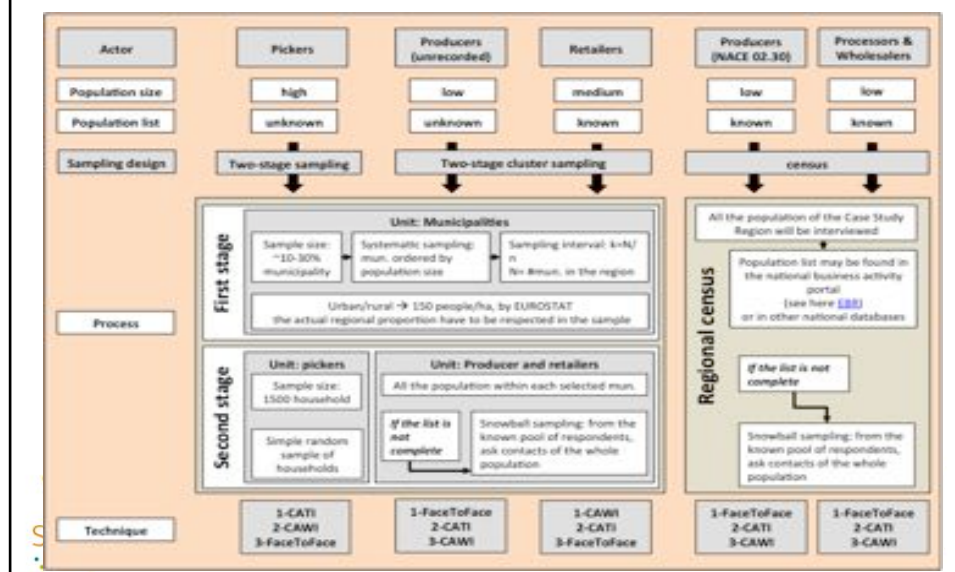 Actor
Pickers
Producers
(unrecorded)
Retailers
Producers
(NACE 02.30)
Processors &
Wholesalers
Population size
high
low
medium
low
low
Population list
unknown
unknown
known
known
known
Sampling design
Two-stage sampling
Two-stage cluster sampling
census
Process
First stage
Unit: Municipalities
Sample size:
~10-30%
municipality
Systematic sampling:
mun. ordered by
population size
Sampling interval: k=N/
n
N= #mun. in the region
Urban/rural → 150 people/ha, by EUROSTAT
the actual regional proportion have to be respected in the sample
Second stage
Unit: pickers
Sample size:
1500 household
Simple random
sample of
households
Unit: Producer and retailers
All the population within each selected mun.
If the list is
not
complete
Snowball sampling: from the
known pool of respondents,
ask contacts of the whole
population
Regional census
All the population of the Case Study
Region will be interviewed
Population list may be found in
the national business activity
portal
(see here EBR)
or in other national databases
If the list is not
complete
Snowball sampling: from the
known pool of respondents,
ask contacts of the whole
population
Technique
1-CATI
2-CAWI
3-FaceToFace
1-FaceToFace
2-CATI
3-CAWI
1-CAWI
2-CATI
3-FaceToFace
1-FaceToFace
2-CATI
3-CAWI
1-FaceToFace
2-CATI
3-CAWI
S